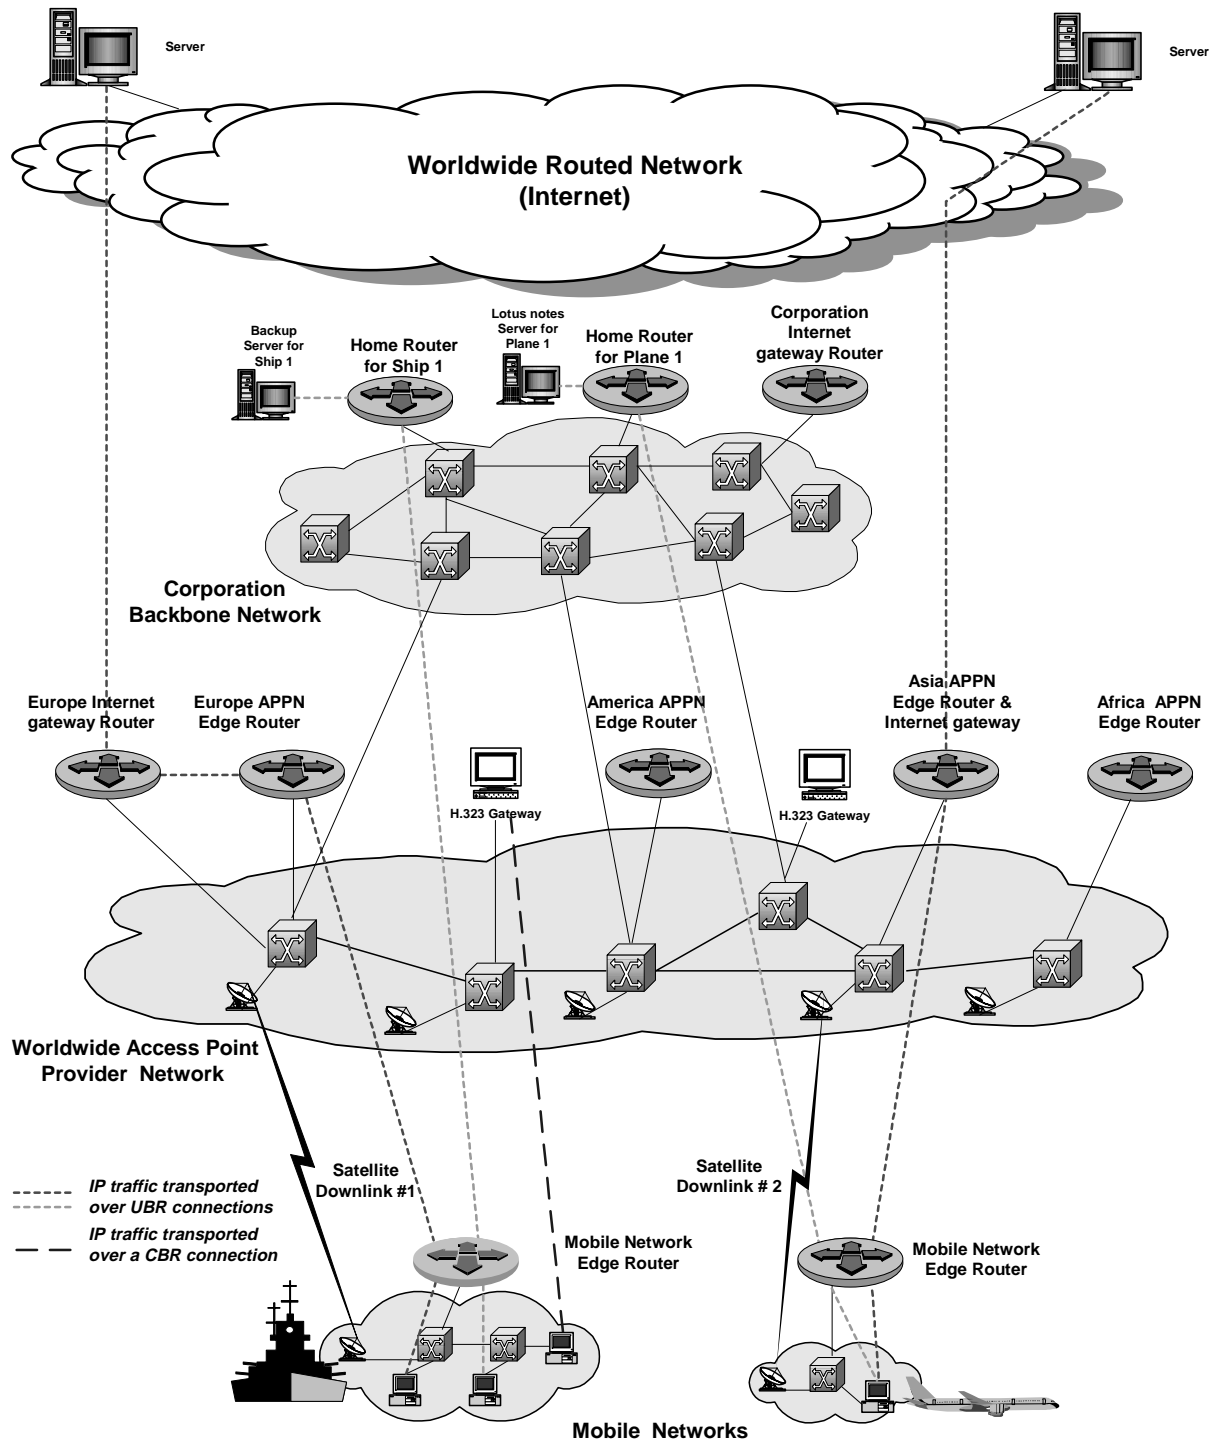 Server
Server
Worldwide Routed Network
(Internet)
Backup
Server for
Ship 1
Home Router
for Ship 1
Lotus notes
Server for
Plane 1
Home Router
for Plane 1
Corporation
Internet
gateway Router
Corporation
Backbone Network
Europe Internet
gateway Router
Europe APPN
Edge Router
America APPN
Edge Router
Asia APPN
Edge Router &
Internet gateway
Africa APPN
Edge Router
H.323 Gateway
H.323 Gateway
Worldwide Access Point
Provider Network
Satellite
Downlink #1
Satellite
Downlink # 2
IP traffic transported
over UBR connections
IP traffic transported
over a CBR connection
Mobile Network
Edge Router
Mobile Network
Edge Router
Mobile Networks